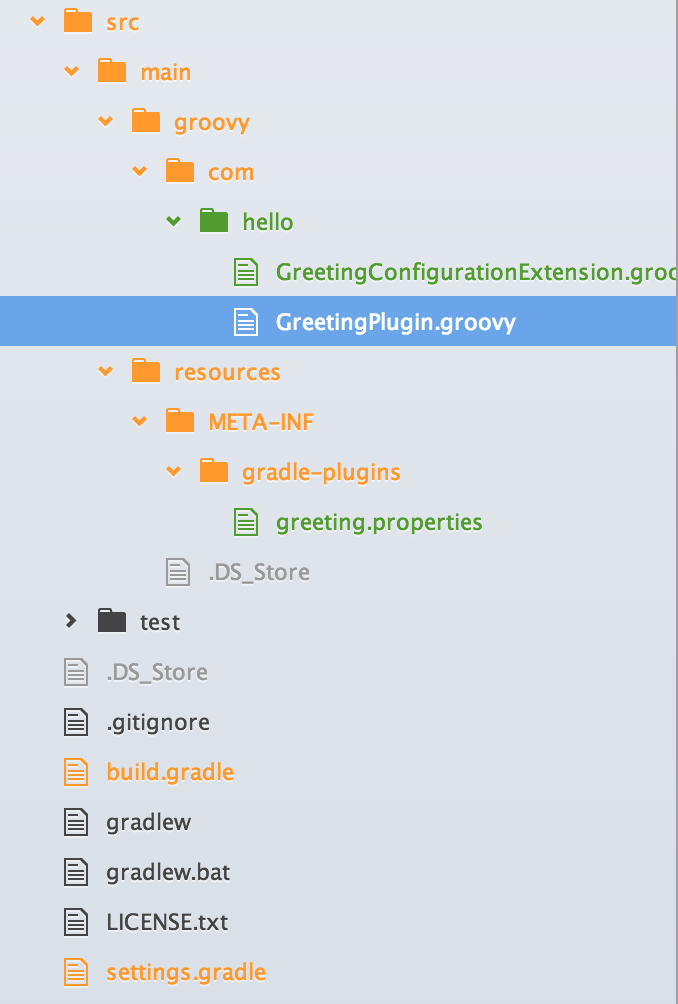 src
main
groovy
com
hello
GreetingConfigurationExtension.groo
GreetingPlugin.groovy
resources
META-INF
gradle-plugins
greeting.properties
.DS_Store
test
.DS_Store
.gitignore
build.gradle
gradlew
gradlew.bat
LICENSE.txt
settings.gradle